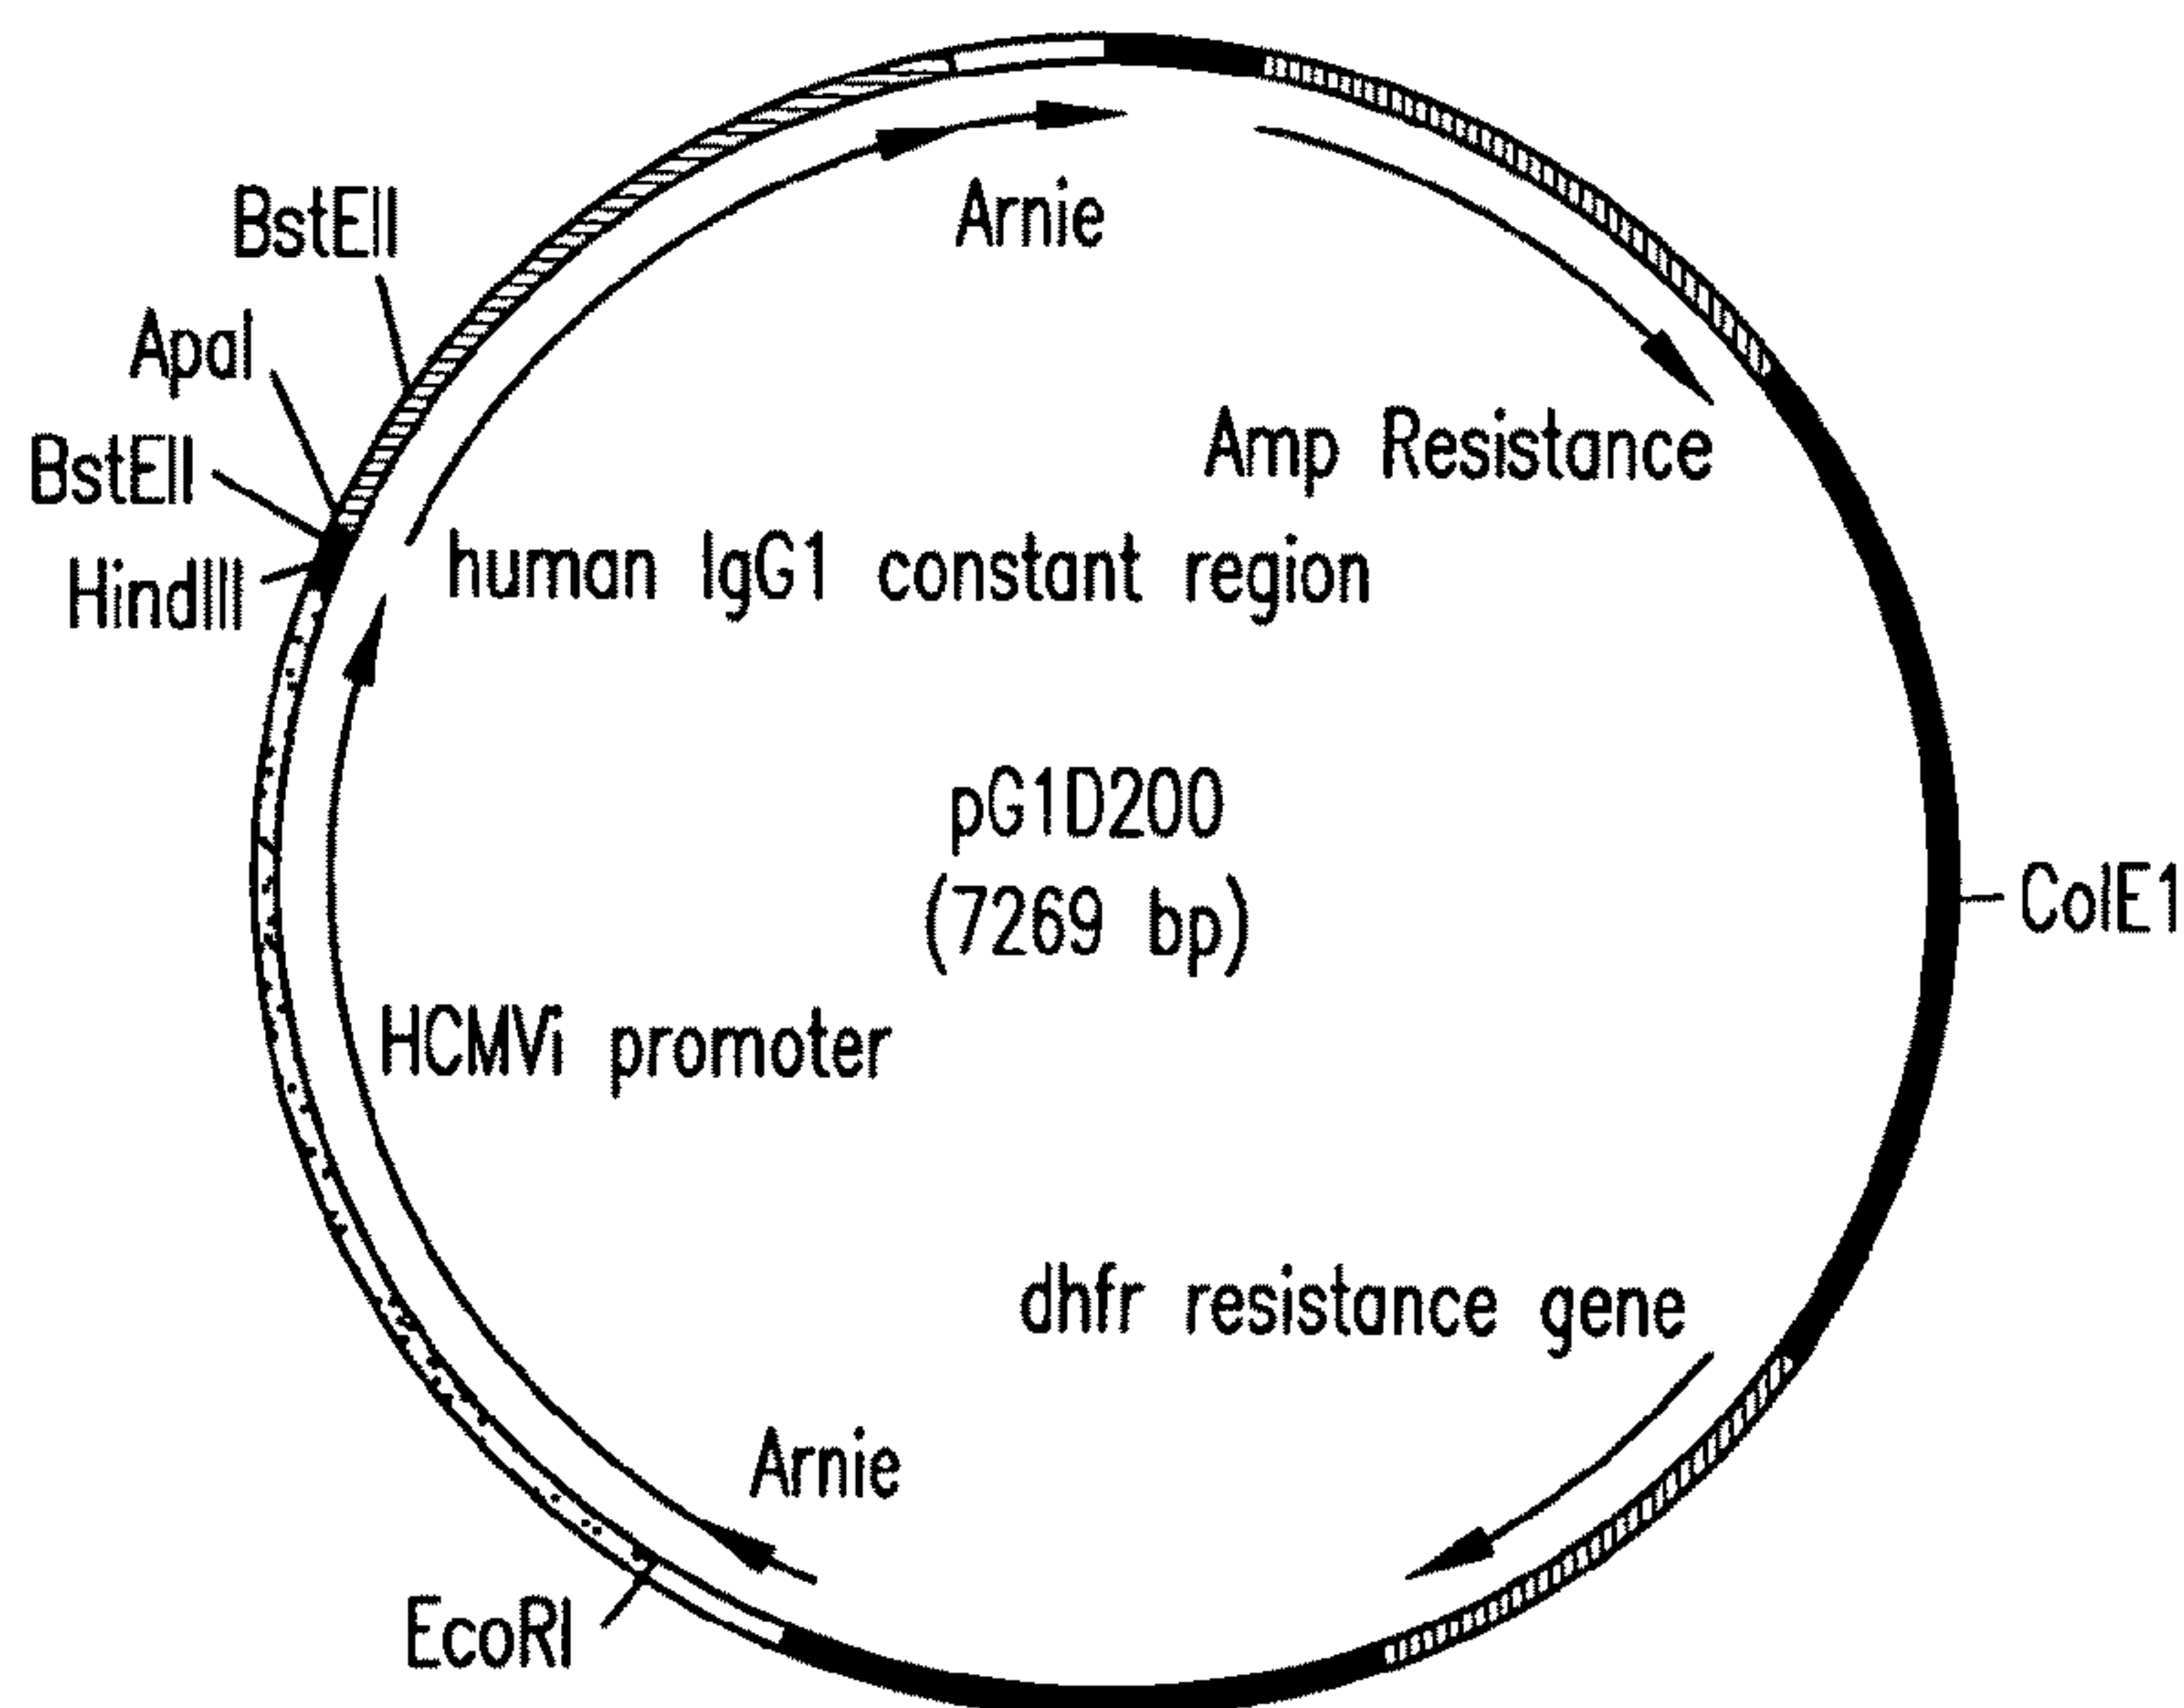 BstEII
Arnie
ApaI
Amp Resistance
BstEII
human IgG1 constant region
HindIII
pG1D200
(7269 bp)
ColE1
HCMVi promoter
dhfr resistance gene
Arnie
EcoRI